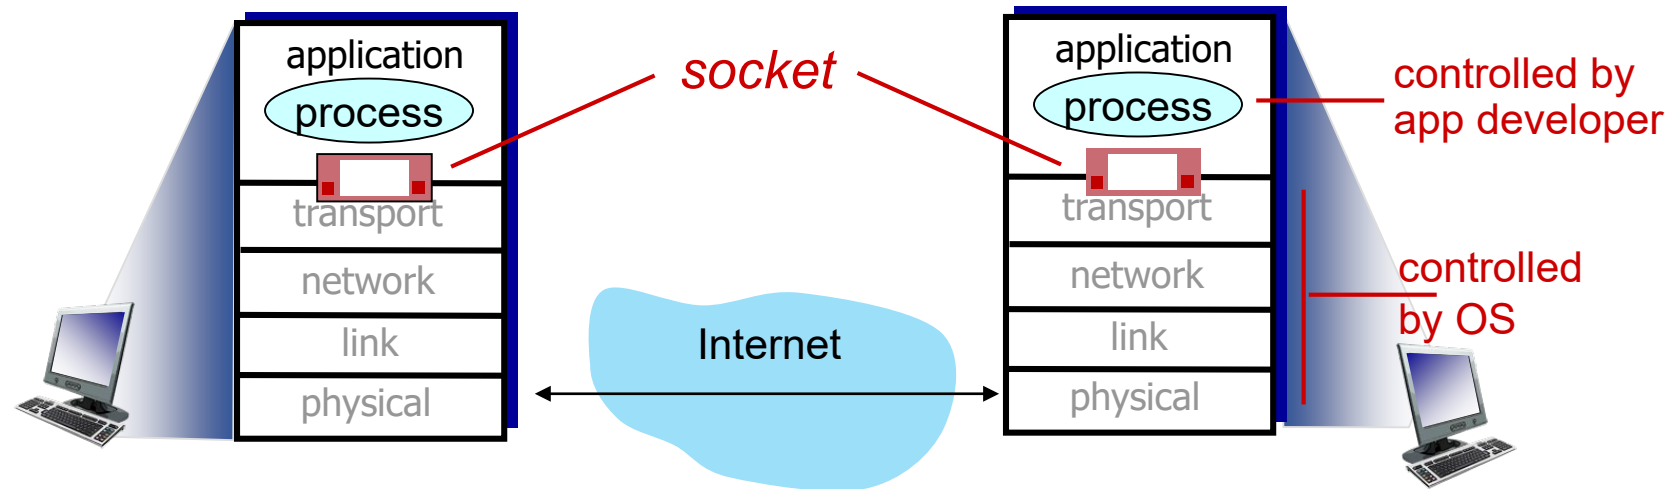 application
process
transport
network
link
physical
socket
Internet
application
process
transport
network
link
physical
controlled by
app developer
controlled
by OS